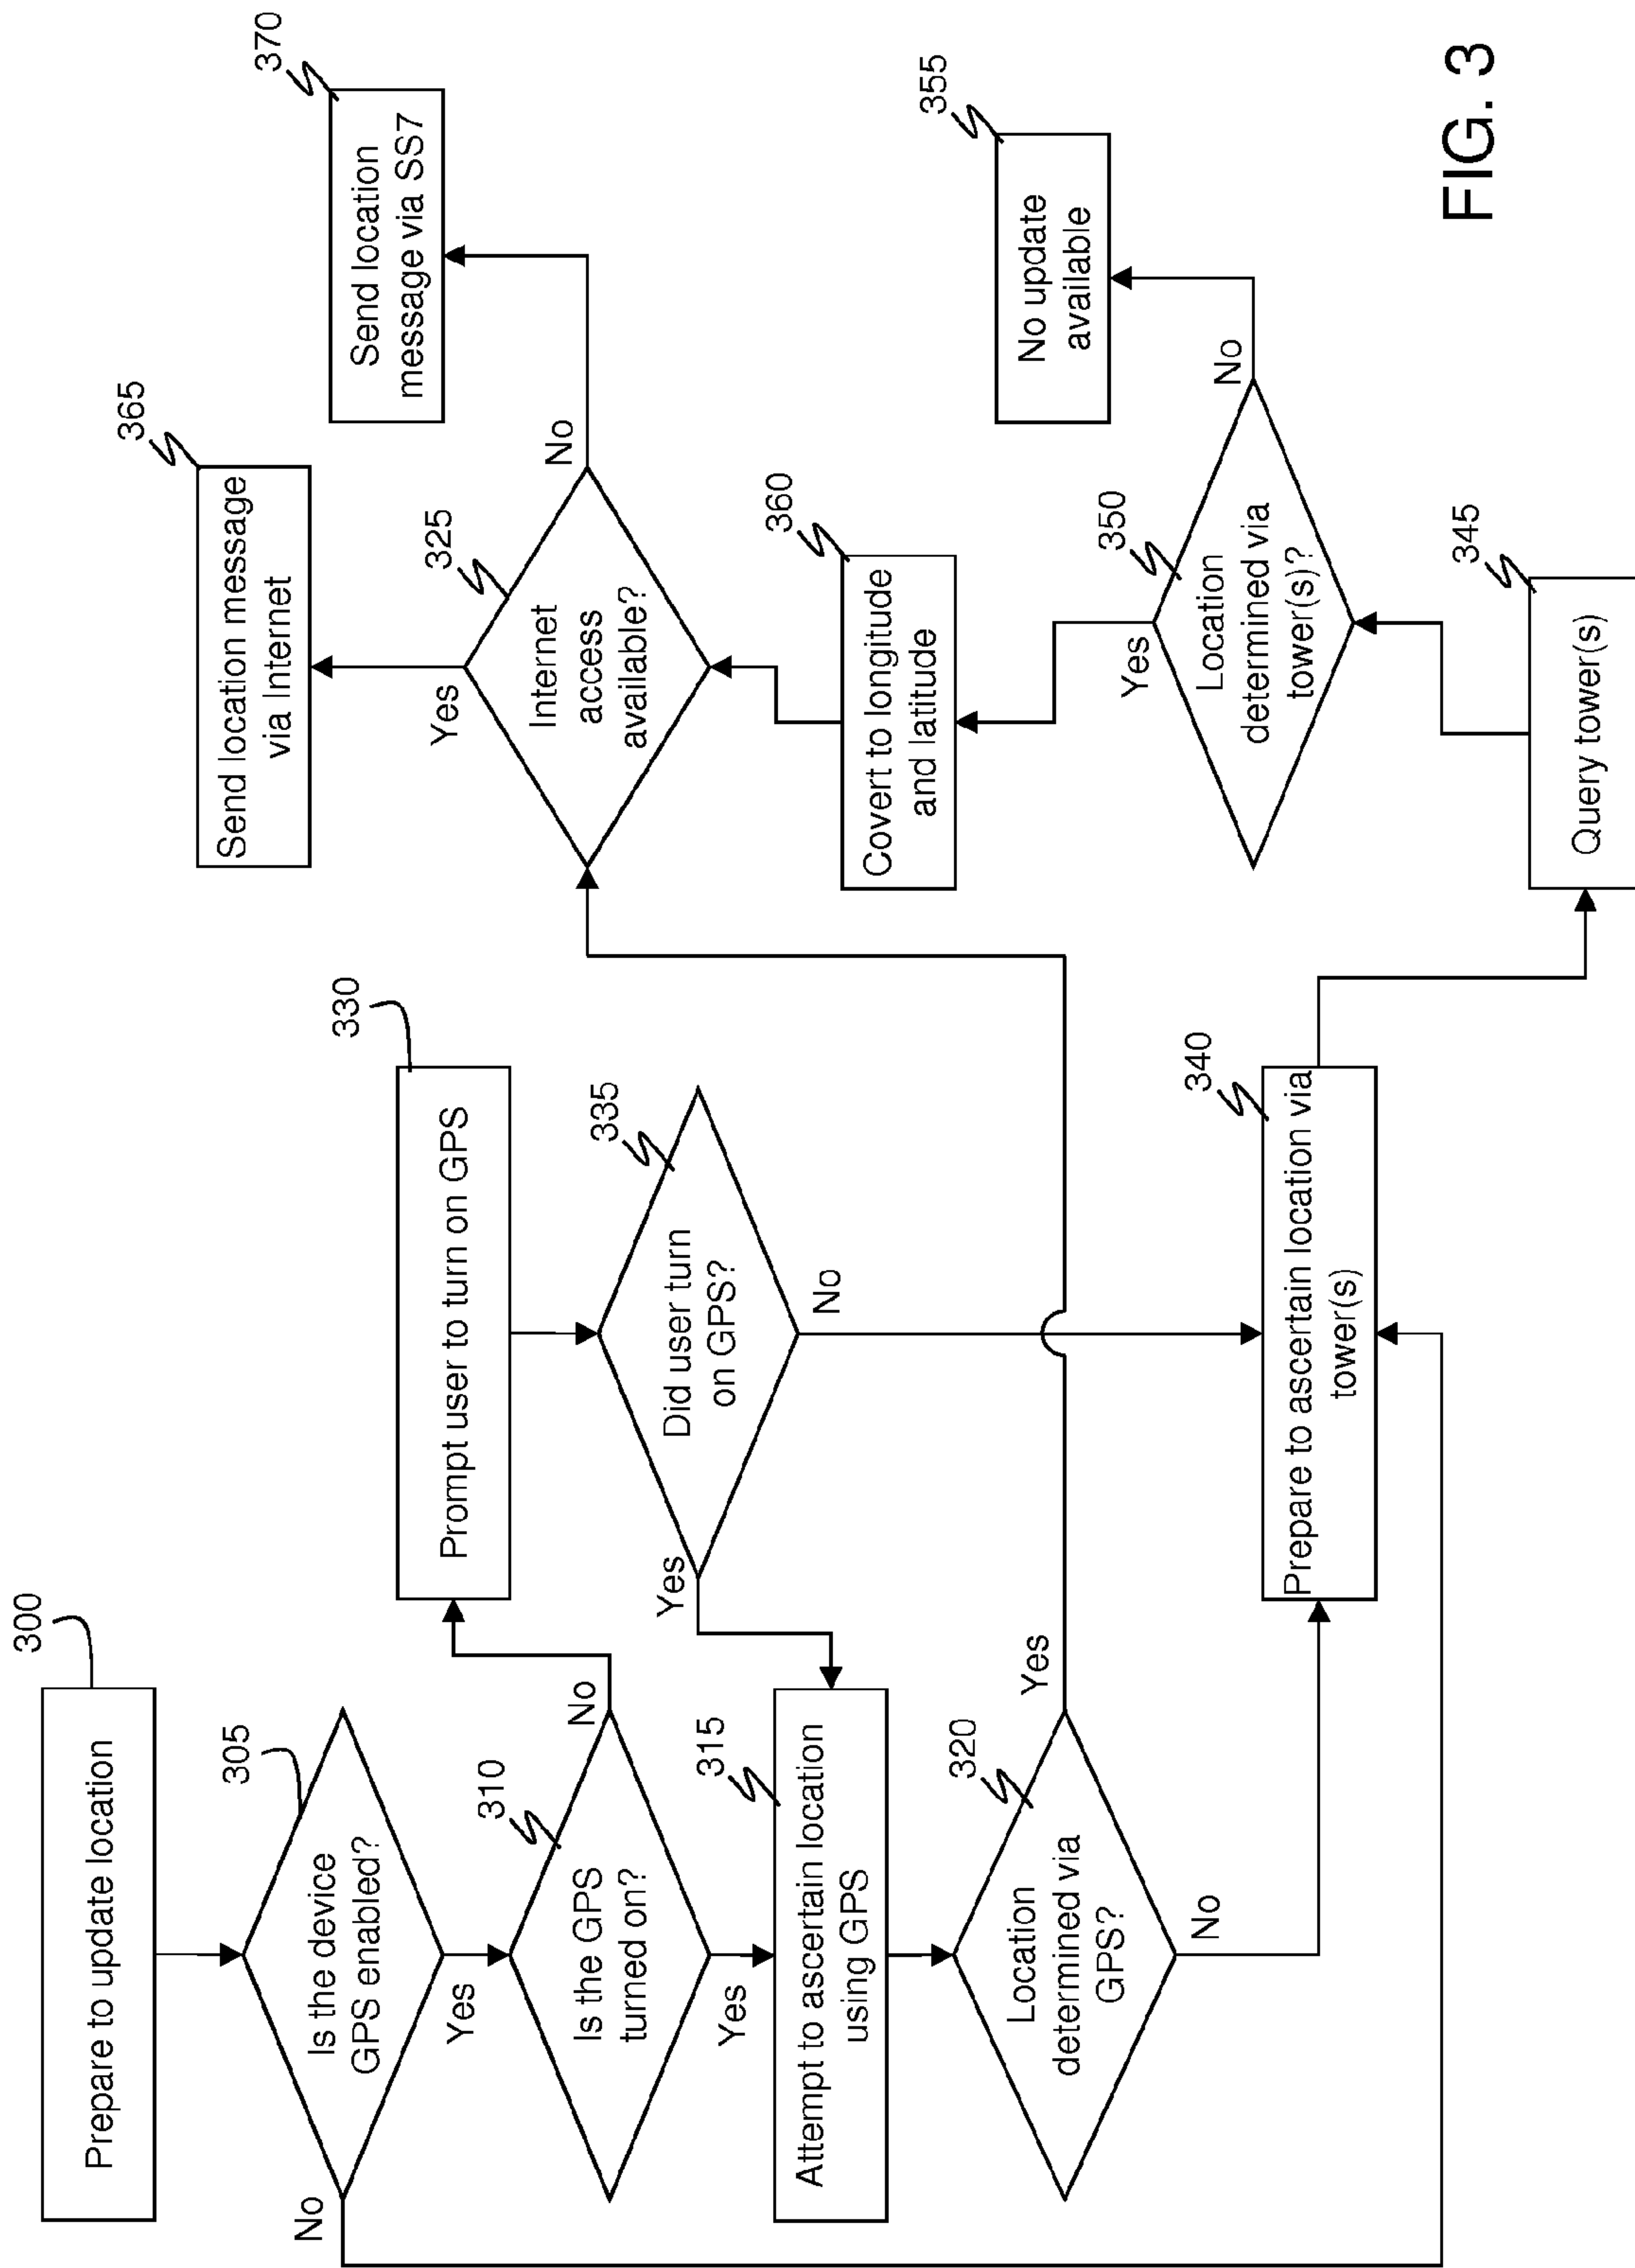 300
Prepare to update location
305
Is the device
GPS enabled?
No
Yes
310
Is the GPS
turned on?
No
Yes
315
Attempt to ascertain location
using GPS
320
Location
determined via
GPS?
Yes
No
330
Prompt user to turn on GPS
335
Did user turn
on GPS?
Yes
No
340
Prepare to ascertain location via
tower(s)
365
Send location message
via Internet
370
Send location
message via SS7
325
Internet
access
available?
Yes
No
360
Covert to longitude
and latitude
355
No update
available
350
Location
determined via
tower(s)?
Yes
No
345
Query tower(s)
FIG. 3